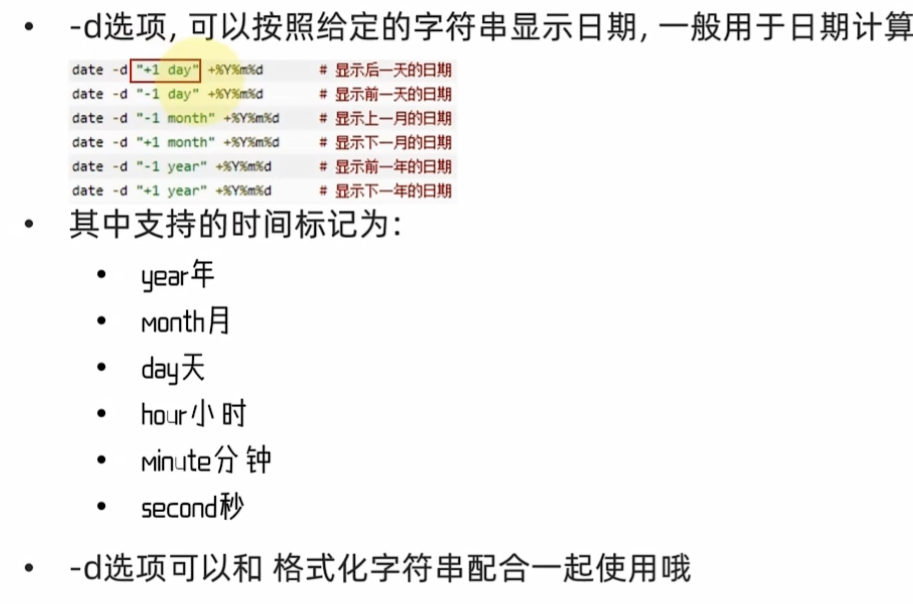 -d选项, 可以按照给定的字符串显示日期, 一般用于日期计算
date -d "+1 day" +%Y%m%d # 显示后一天的日期
date -d "-1 day" +%Y%m%d # 显示前一天的日期
date -d "-1 month" +%Y%m%d # 显示上一月的日期
date -d "+1 month" +%Y%m%d # 显示下一月的日期
date -d "-1 year" +%Y%m%d # 显示前一年的日期
date -d "+1 year" +%Y%m%d # 显示下一年的日期
其中支持的时间标记为：
year年
month月
day天
hour小时
minute分钟
second秒
-d选项可以和 格式化字符串配合一起使用哦